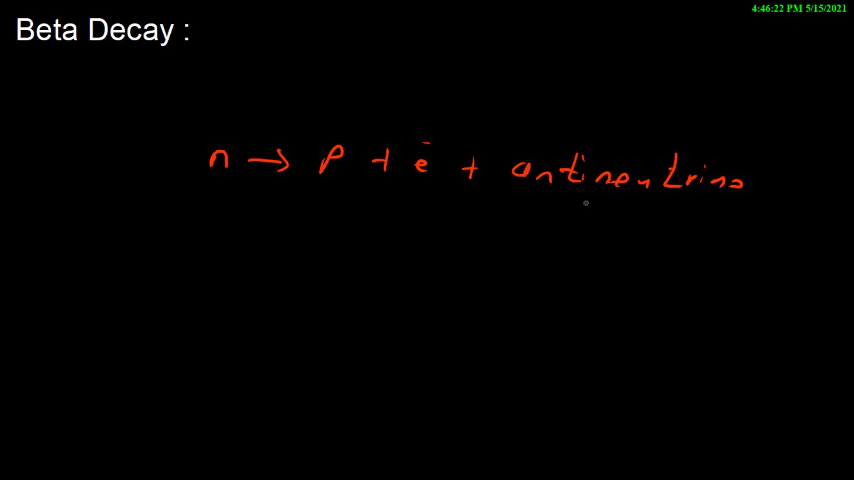 4:46:22 PM 5/15/2021
Beta Decay :
n → p + e⁻ + antineutrino